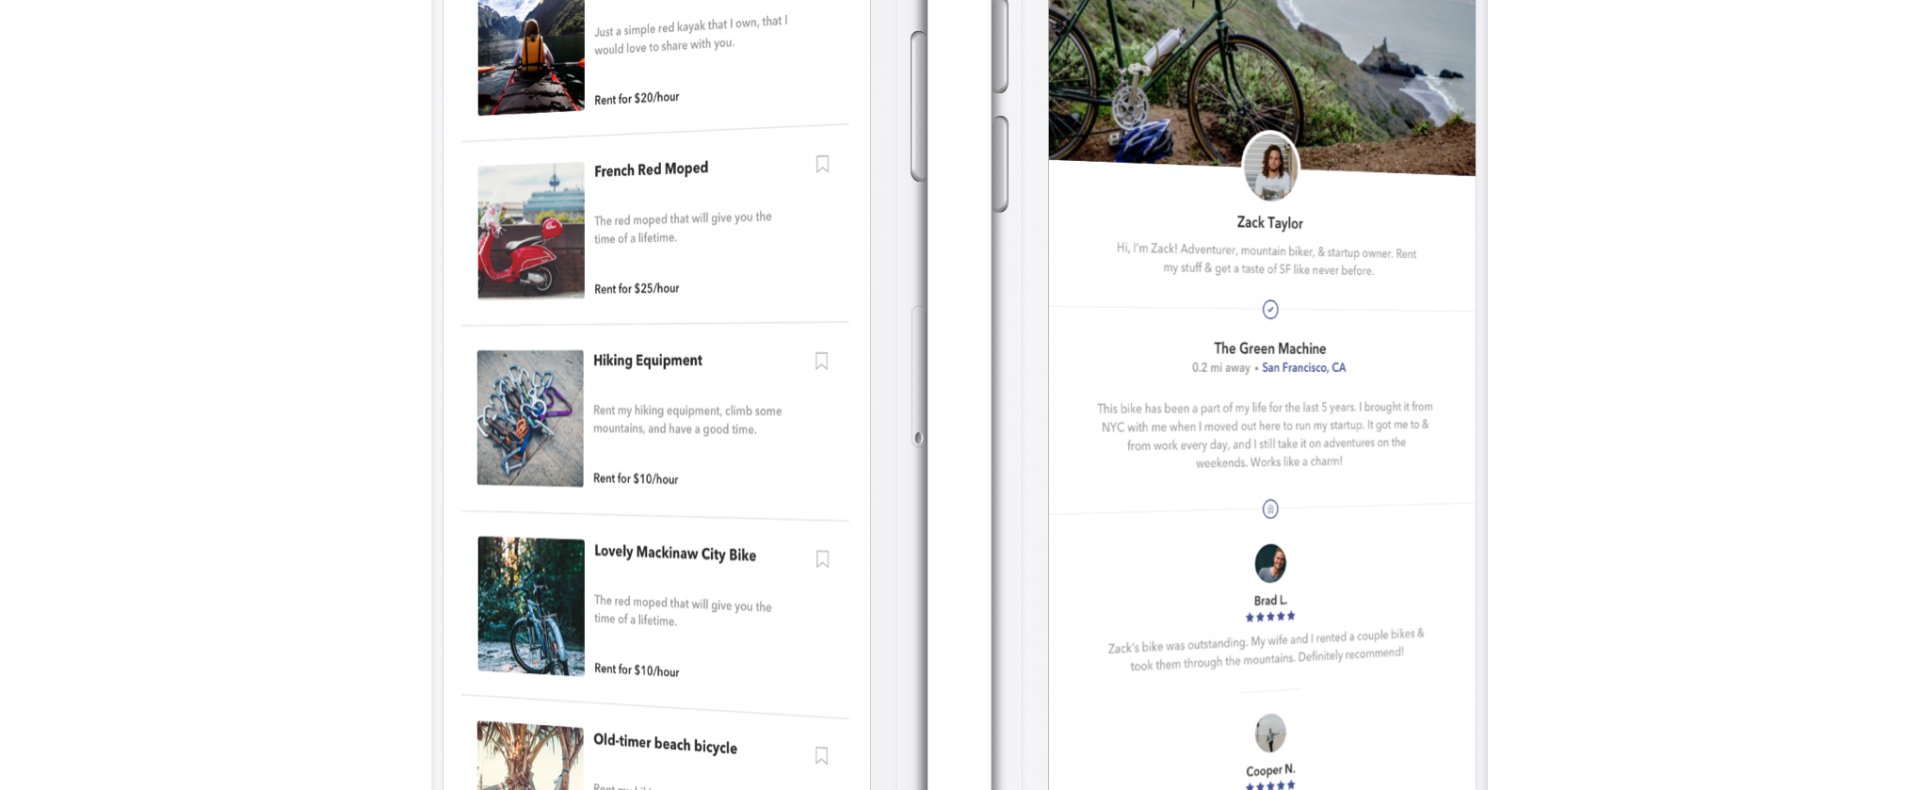 Just a simple red kayak that I own, that I
would love to share with you.
Rent for $20/hour
French Red Moped
The red moped that will give you the
time of a lifetime.
Rent for $25/hour
Hiking Equipment
Rent my hiking equipment, climb some
mountains, and have a good time.
Rent for $10/hour
Lovely Mackinaw City Bike
The red moped that will give you the
time of a lifetime.
Rent for $10/hour
Old-timer beach bicycle
Rent my
Zack Taylor
Hi, I'm Zack! Adventurer, mountain biker, & startup owner. Rent
my stuff & get a taste of SF like never before.
The Green Machine
0.2 mi away • San Francisco, CA
This bike has been a part of my life for the last 5 years. I brought it from
NYC with me when I moved out here to run my startup. It got me to &
from work every day, and I still take it on adventures on the
weekends. Works like a charm!
Brad L.
Zack's bike was outstanding. My wife and I rented a couple bikes &
took them through the mountains. Definitely recommend!
Cooper N.